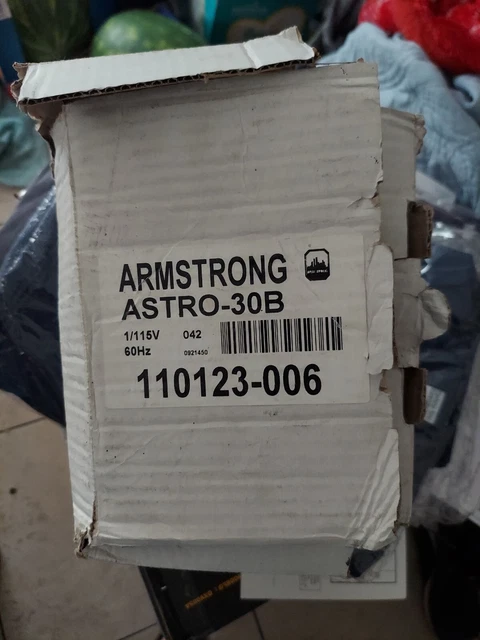 ARMSTRONG
ASTRO-30B
1/115V 042
60Hz 0921450
110123-006